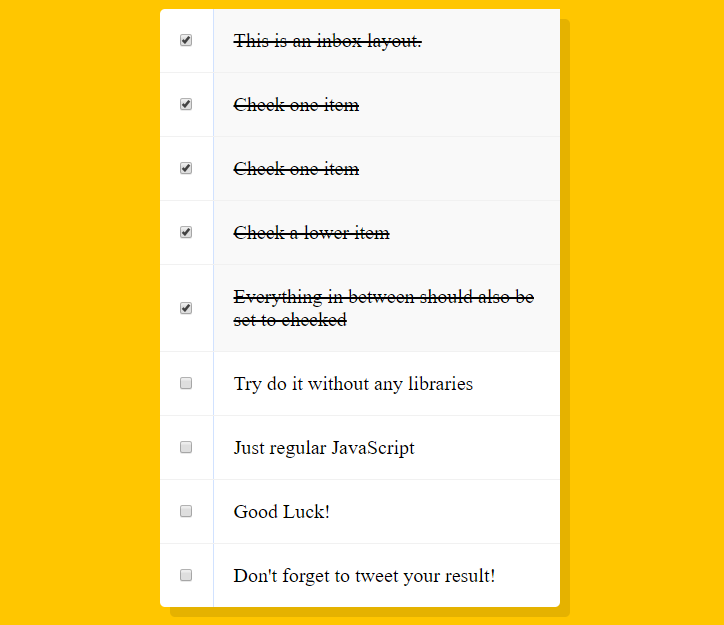 This is an inbox layout.
Check one item
Check one item
Check a lower item
Everything in between should also be
set to checked
Try do it without any libraries
Just regular JavaScript
Good Luck!
Don't forget to tweet your result!